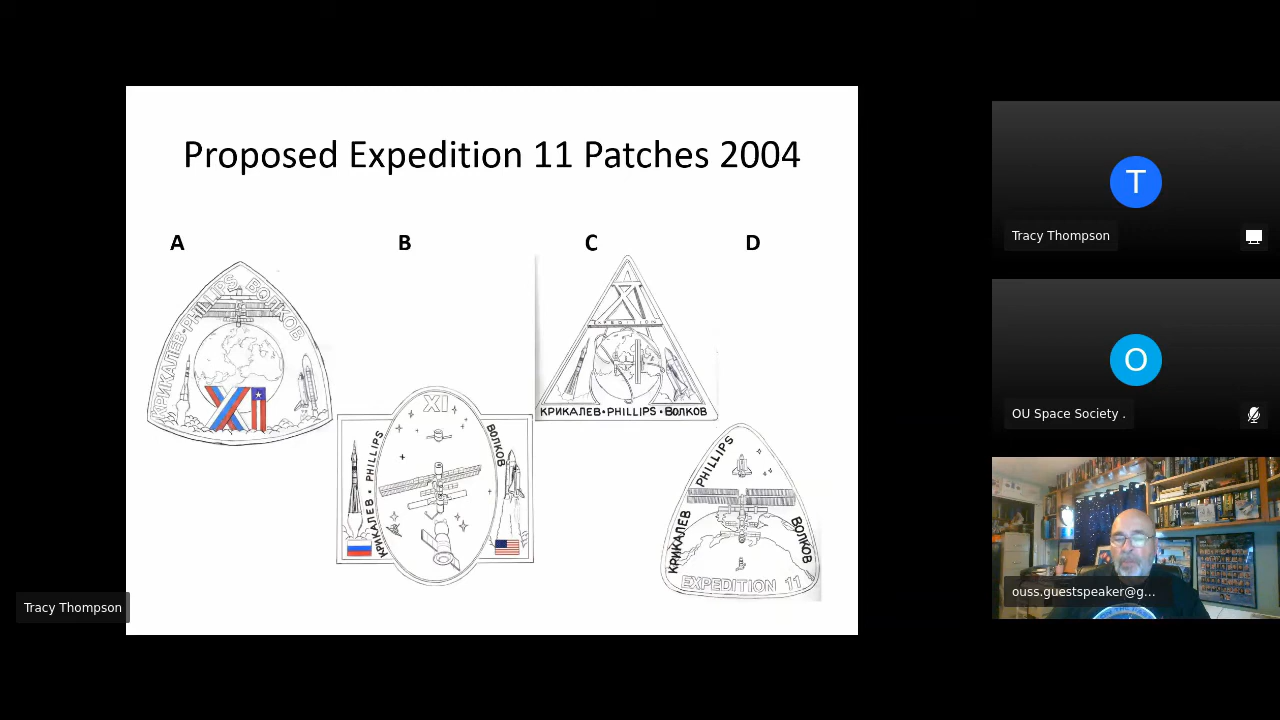 Proposed Expedition 11 Patches 2004
A
B
C
D
КРИКАЛЕВ·PHILLIPS·ВОЛКОВ
XI
XI
КРИКАЛЕВ • PHILLIPS
ВОЛКОВ
XI
EXPEDITION
КРИКАЛЕВ·PHILLIPS·ВОЛКОВ
PHILLIPS
КРИКАЛЕВ
ВОЛКОВ
EXPEDITION 11
Tracy Thompson
T
Tracy Thompson
O
OU Space Society .
ouss.guestspeaker@g...